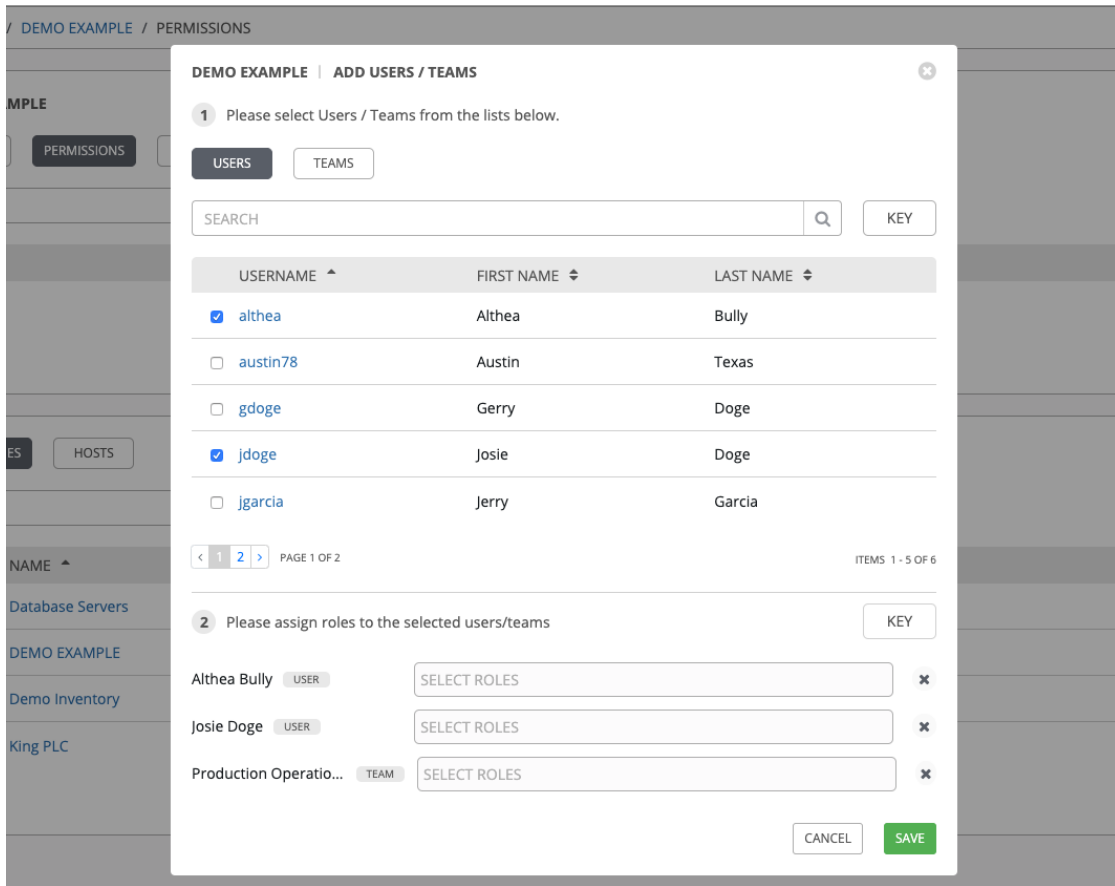 / DEMO EXAMPLE / PERMISSIONS
DEMO EXAMPLE | ADD USERS / TEAMS
1 Please select Users / Teams from the lists below.
MPLE
PERMISSIONS
USERS TEAMS
SEARCH KEY
USERNAME FIRST NAME LAST NAME
althea Althea Bully
austin78 Austin Texas
gdoge Gerry Doge
ES HOSTS
jdoge Josie Doge
jgarcia Jerry Garcia
< 1 2 > PAGE 1 OF 2 ITEMS 1 - 5 OF 6
NAME
Database Servers
DEMO EXAMPLE
Demo Inventory
King PLC
2 Please assign roles to the selected users/teams KEY
Althea Bully USER SELECT ROLES
Josie Doge USER SELECT ROLES
Production Operatio... TEAM SELECT ROLES
CANCEL SAVE